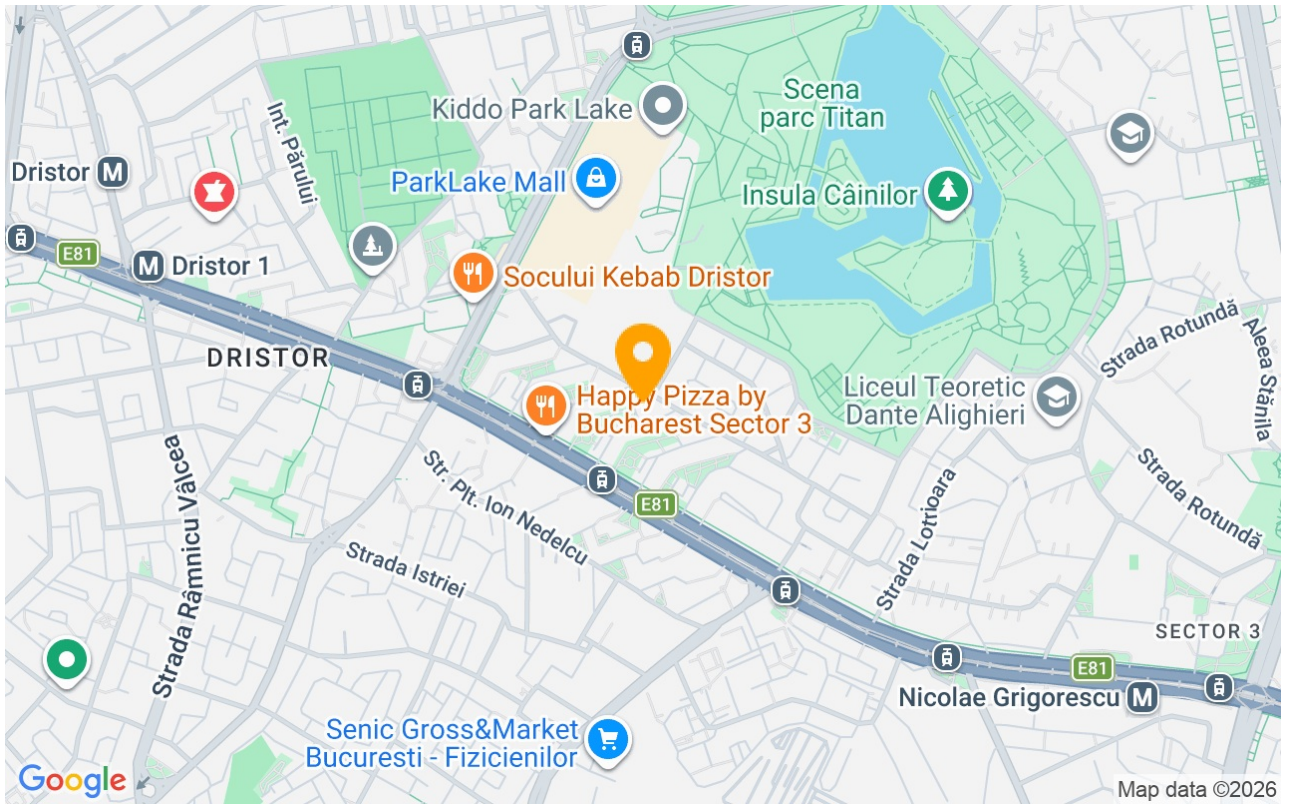 Kiddo Park Lake
Scena
parc Titan
Int. Părului
Dristor M
ParkLake Mall
Insula Câinilor
E81
M Dristor 1
Soculuі Kebab Dristor
DRISTOR
Strada Rotundă
Aleea Stănila
Happy Pizza by
Bucharest Sector 3
Liceul Teoretic
Dante Alighieri
Strada Râmnicu Vâlcea
Str. Plt. Ion Nedelcu
E81
Strada Lotrioara
Strada Rotundă
Strada Istriei
SECTOR 3
E81
Nicolae Grigorescu M
Senic Gross&Market
Bucuresti - Fizicienilor
Google
Map data ©2026